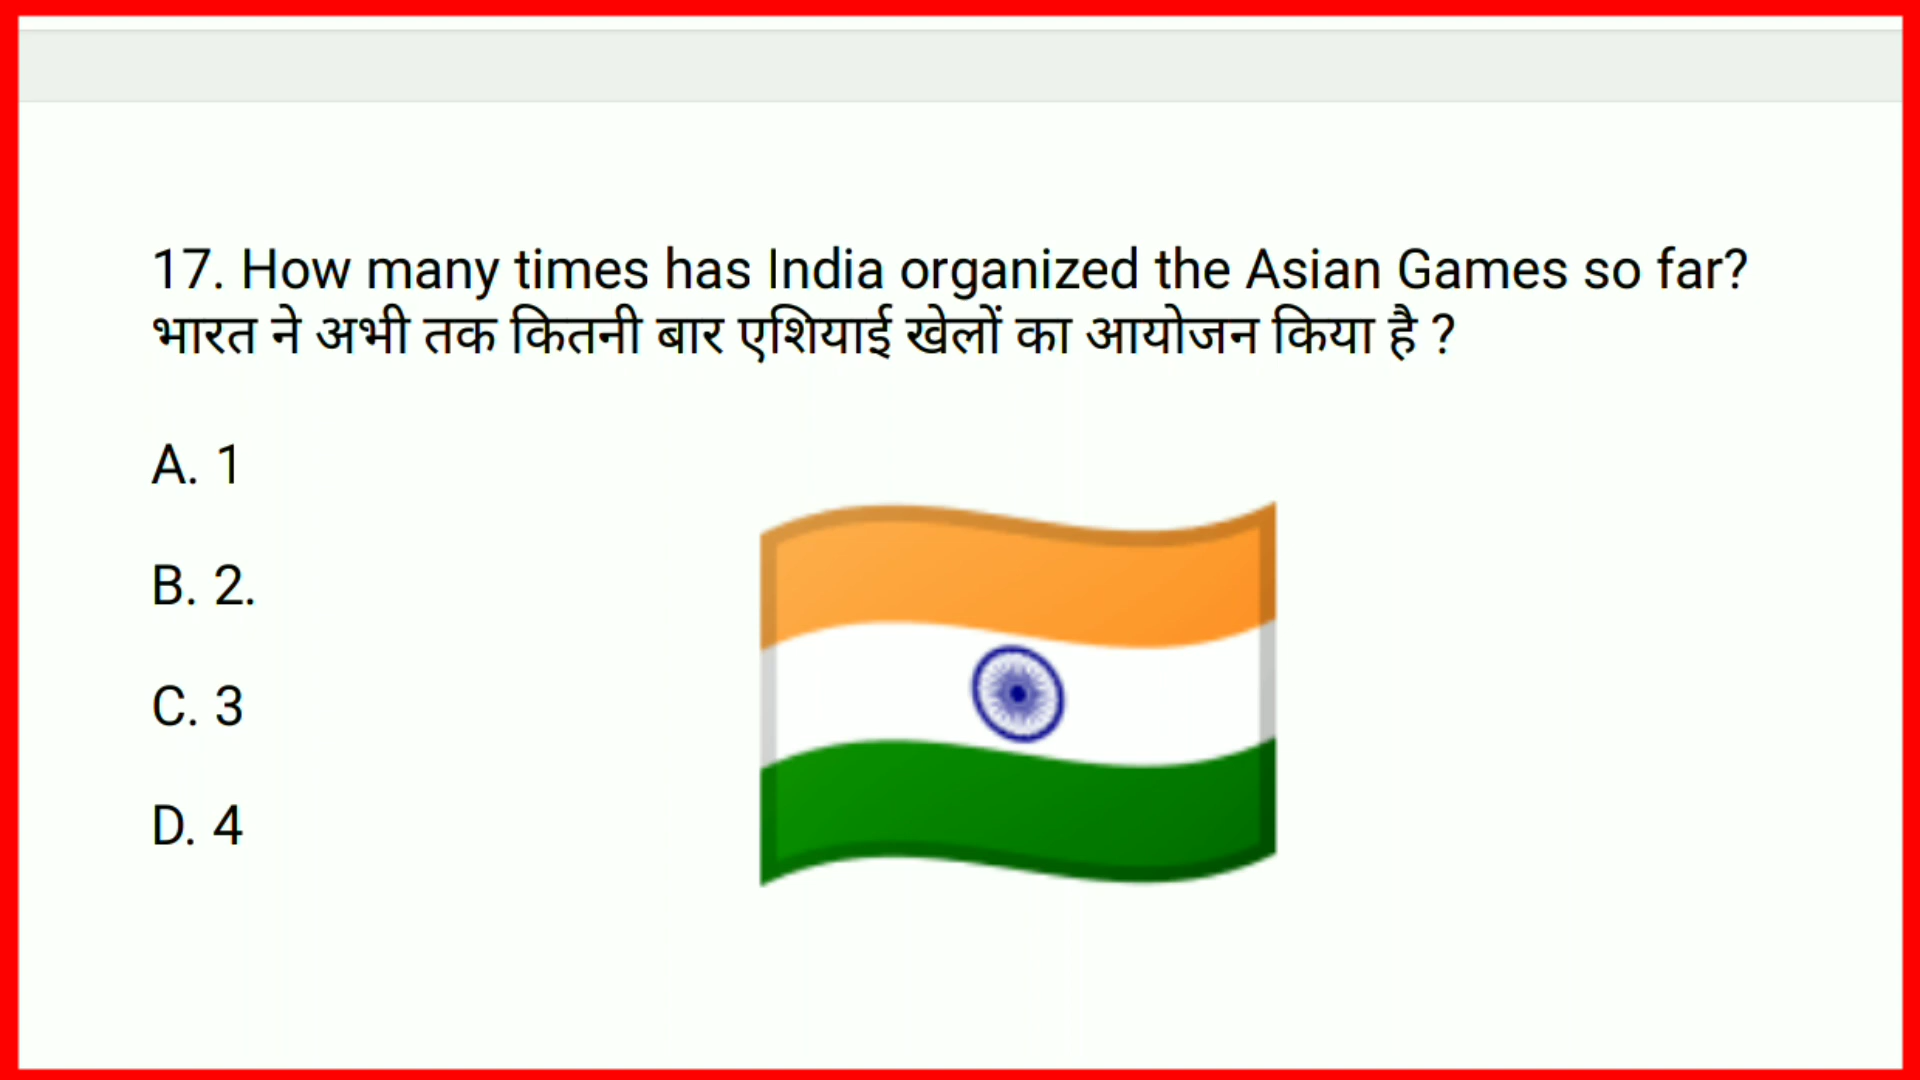 17. How many times has India organized the Asian Games so far?
भारत ने अभी तक कितनी बार एशियाई खेलों का आयोजन किया है ?
A. 1
B. 2.
C. 3
D. 4